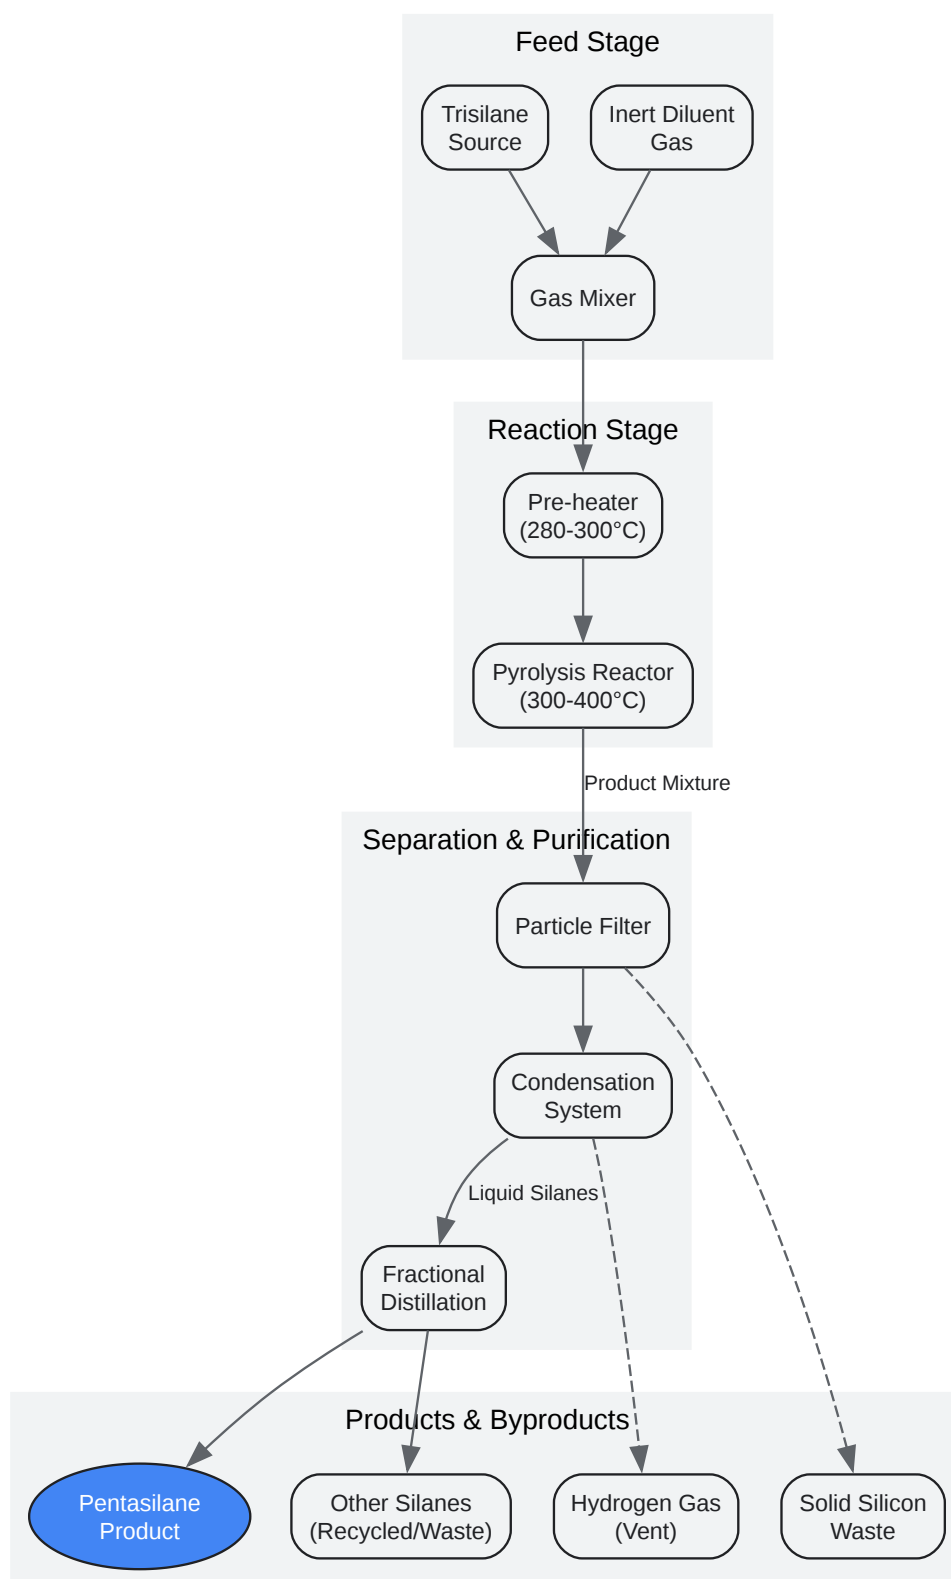 Feed Stage
Trisilane
Source
Inert Diluent
Gas
Gas Mixer
Reaction Stage
Pre-heater
(280-300°C)
Pyrolysis Reactor
(300-400°C)
Product Mixture
Separation & Purification
Particle Filter
Condensation
System
Liquid Silanes
Fractional
Distillation
Products & Byproducts
Pentasilane
Product
Other Silanes
(Recycled/Waste)
Hydrogen Gas
(Vent)
Solid Silicon
Waste